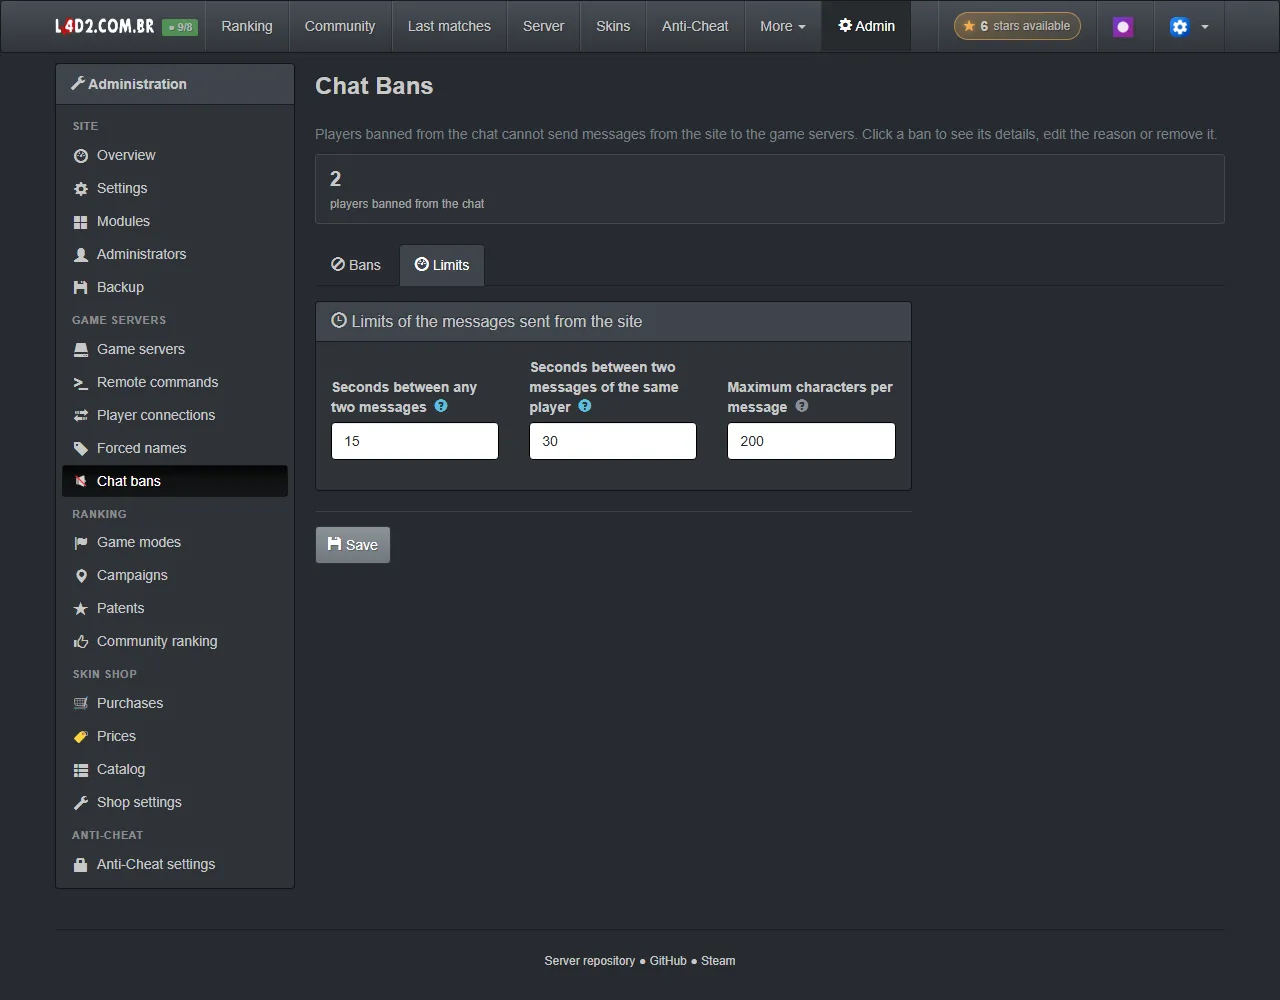 L4D2.COM.BR
» 9/8
Ranking
Community
Last matches
Server
Skins
Anti-Cheat
More
Admin
6 stars available
Administration
SITE
Overview
Settings
Modules
Administrators
Backup
GAME SERVERS
Game servers
Remote commands
Player connections
Forced names
Chat bans
RANKING
Game modes
Campaigns
Patents
Community ranking
SKIN SHOP
Purchases
Prices
Catalog
Shop settings
ANTI-CHEAT
Anti-Cheat settings
Chat Bans
Players banned from the chat cannot send messages from the site to the game servers. Click a ban to see its details, edit the reason or remove it.
2
players banned from the chat
Bans
Limits
Limits of the messages sent from the site
Seconds between any
two messages ?
15
Seconds between two
messages of the same
player ?
30
Maximum characters per
message ?
200
Save
Server repository ● GitHub ● Steam